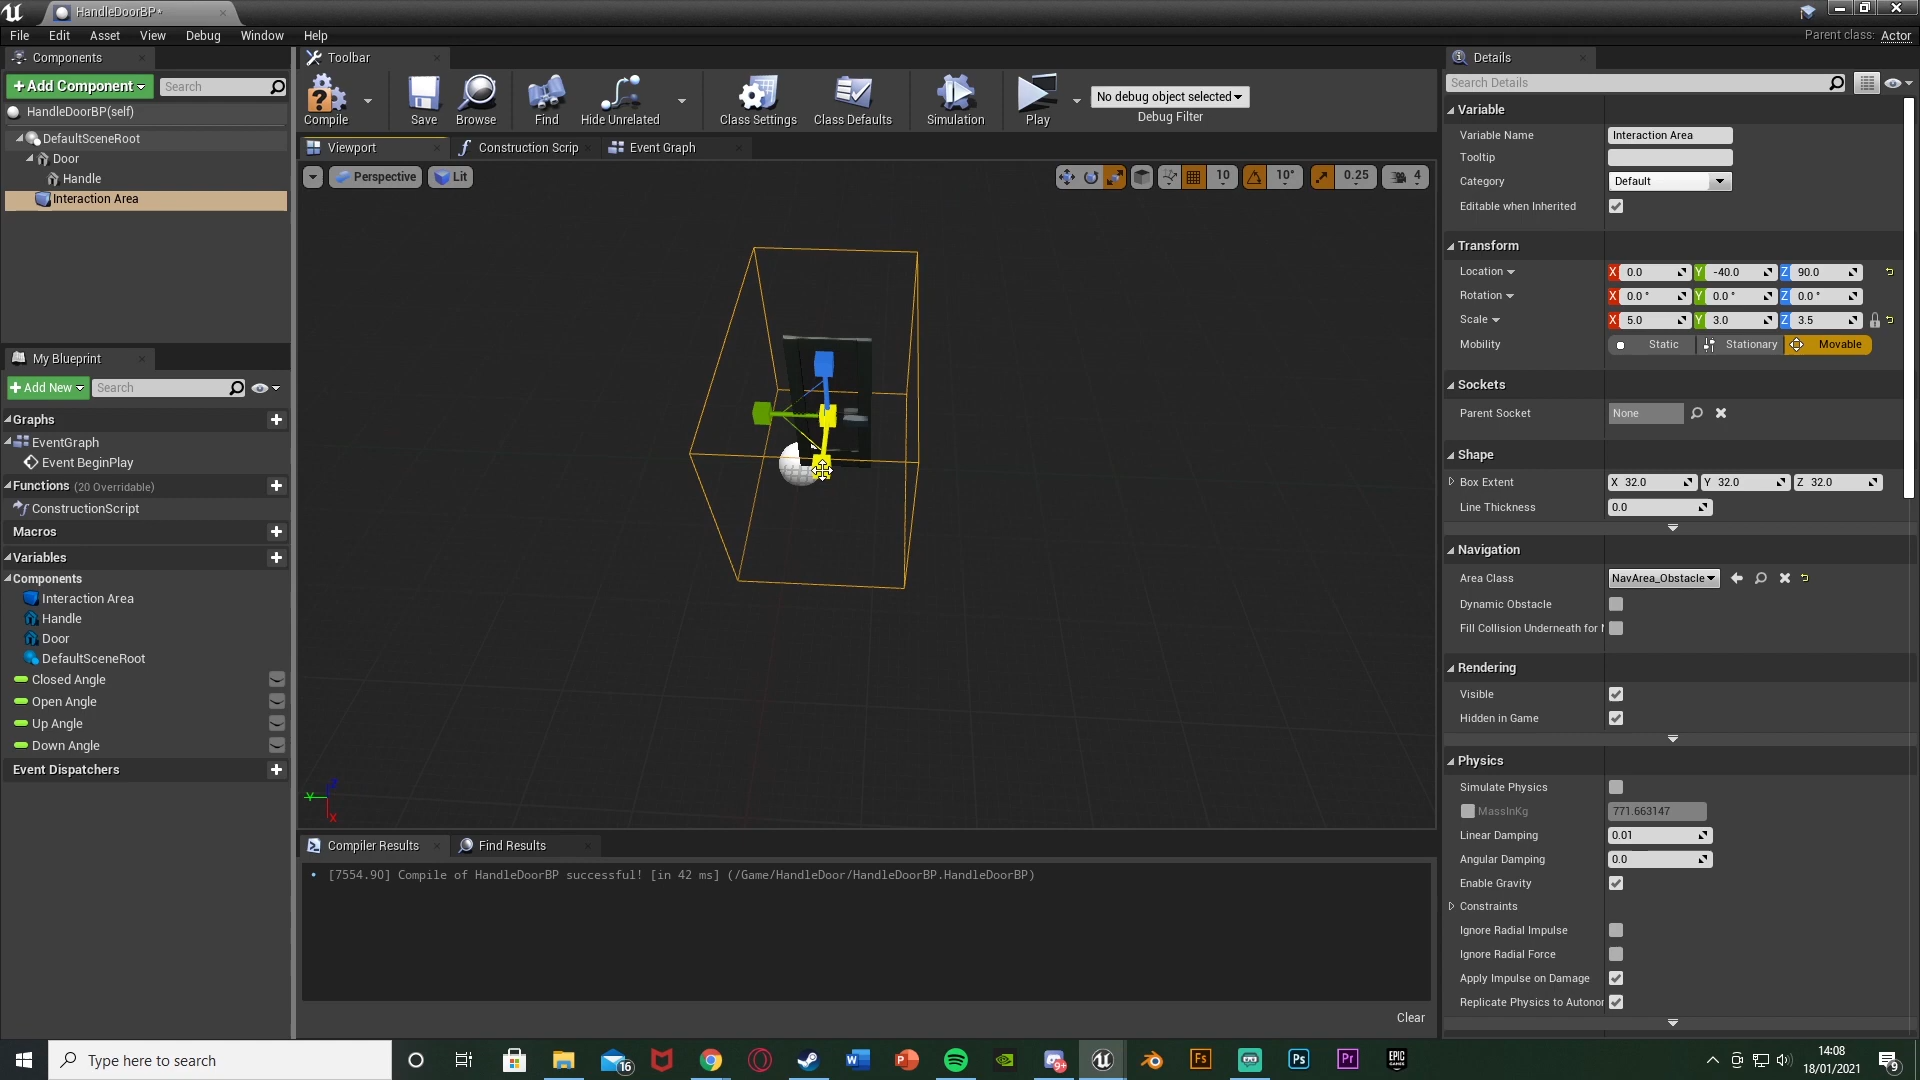 HandleDoorBP*
File Edit Asset View Debug Window Help
Parent class: Actor
Components
+Add Component
Search
HandleDoorBP(self)
DefaultSceneRoot
Door
Handle
Interaction Area
My Blueprint
+Add New
Search
Graphs
EventGraph
Event BeginPlay
Functions (20 Overridable)
ConstructionScript
Macros
Variables
Components
Interaction Area
Handle
Door
DefaultSceneRoot
Closed Angle
Open Angle
Up Angle
Down Angle
Event Dispatchers
Toolbar
Compile
Save
Browse
Find
Hide Unrelated
Class Settings
Class Defaults
Simulation
Play
No debug object selected
Debug Filter
Viewport
Construction Scrip
Event Graph
Perspective
Lit
10
10°
0.25
4
Y
X
Compiler Results
Find Results
• [7554.90] Compile of HandleDoorBP successful! [in 42 ms] (/Game/HandleDoor/HandleDoorBP.HandleDoorBP)
Clear
Details
Search Details
Variable
Variable Name Interaction Area
Tooltip
Category Default
Editable when Inherited
Transform
Location X 0.0 Y -40.0 Z 90.0
Rotation X 0.0° Y 0.0° Z 0.0°
Scale X 5.0 Y 3.0 Z 3.5
Mobility Static Stationary Movable
Sockets
Parent Socket None
Shape
Box Extent X 32.0 Y 32.0 Z 32.0
Line Thickness 0.0
Navigation
Area Class NavArea_Obstacle
Dynamic Obstacle
Fill Collision Underneath for
Rendering
Visible
Hidden in Game
Physics
Simulate Physics
MassInKg 771.663147
Linear Damping 0.01
Angular Damping 0.0
Enable Gravity
Constraints
Ignore Radial Impulse
Ignore Radial Force
Apply Impulse on Damage
Replicate Physics to Autonor
Type here to search
16
W
P
9+
Fs
Ps
Pr
EPIC
GAMES
14:08
18/01/2021
9